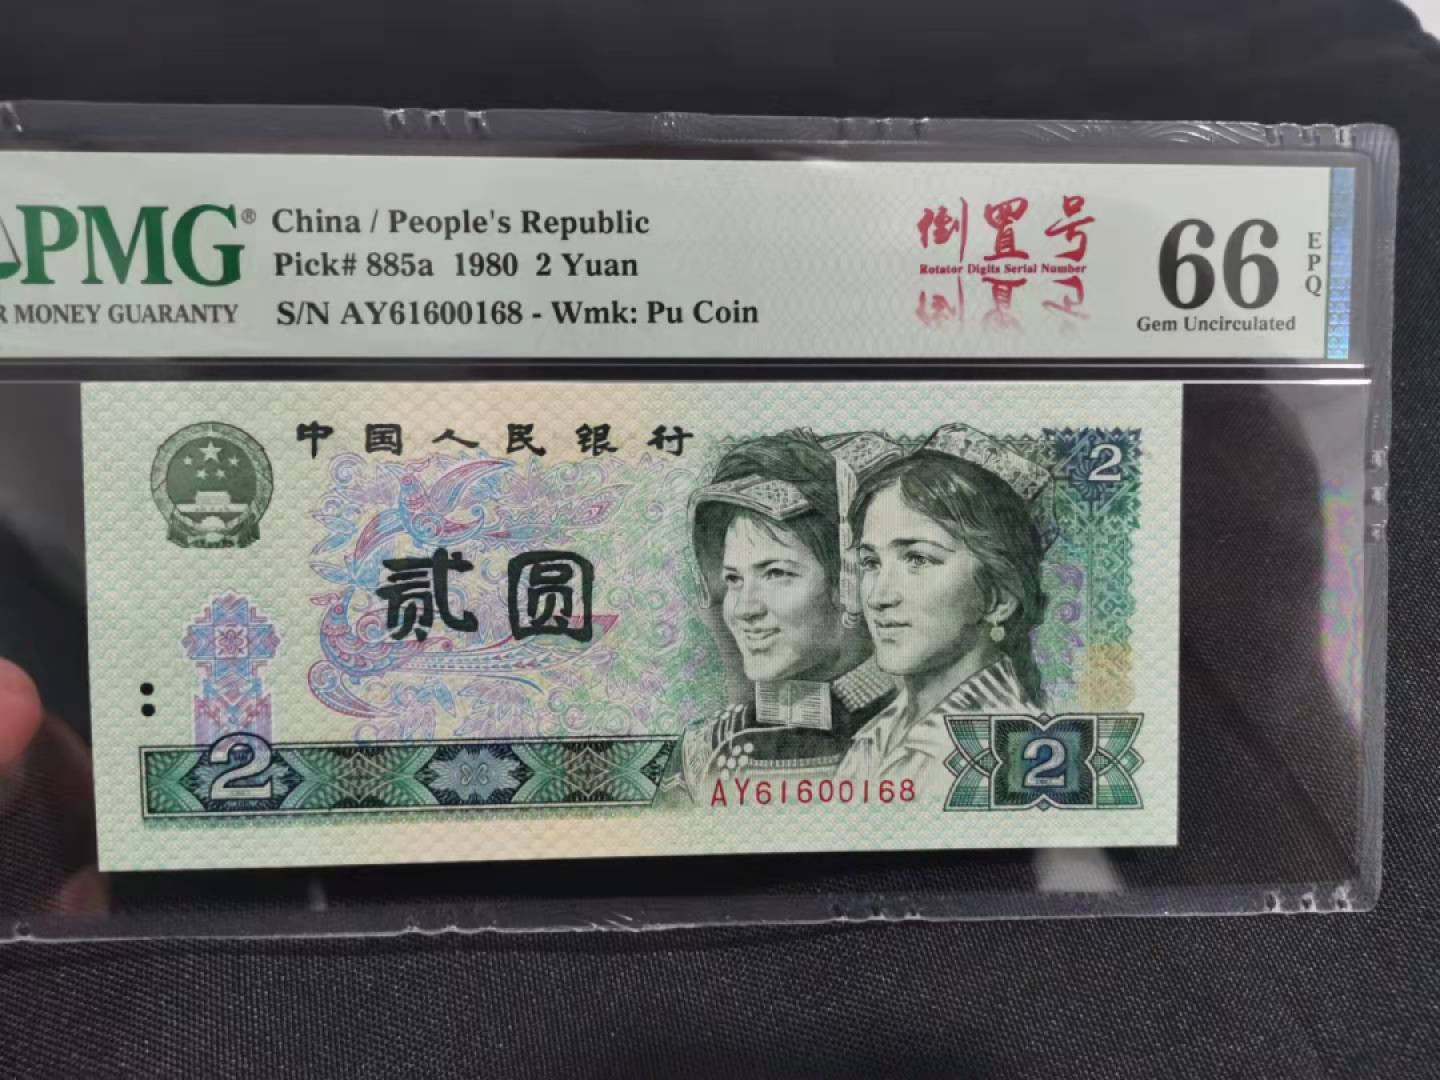 PMG®
R MONEY GUARANTY
China / People's Republic
Pick# 885a 1980 2 Yuan
S/N AY61600168 - Wmk: Pu Coin
倒置号
Rotator Digits Serial Number
66
EPQ
Gem Uncirculated
中国人民银行
2
贰圆
2
AY61600168
2